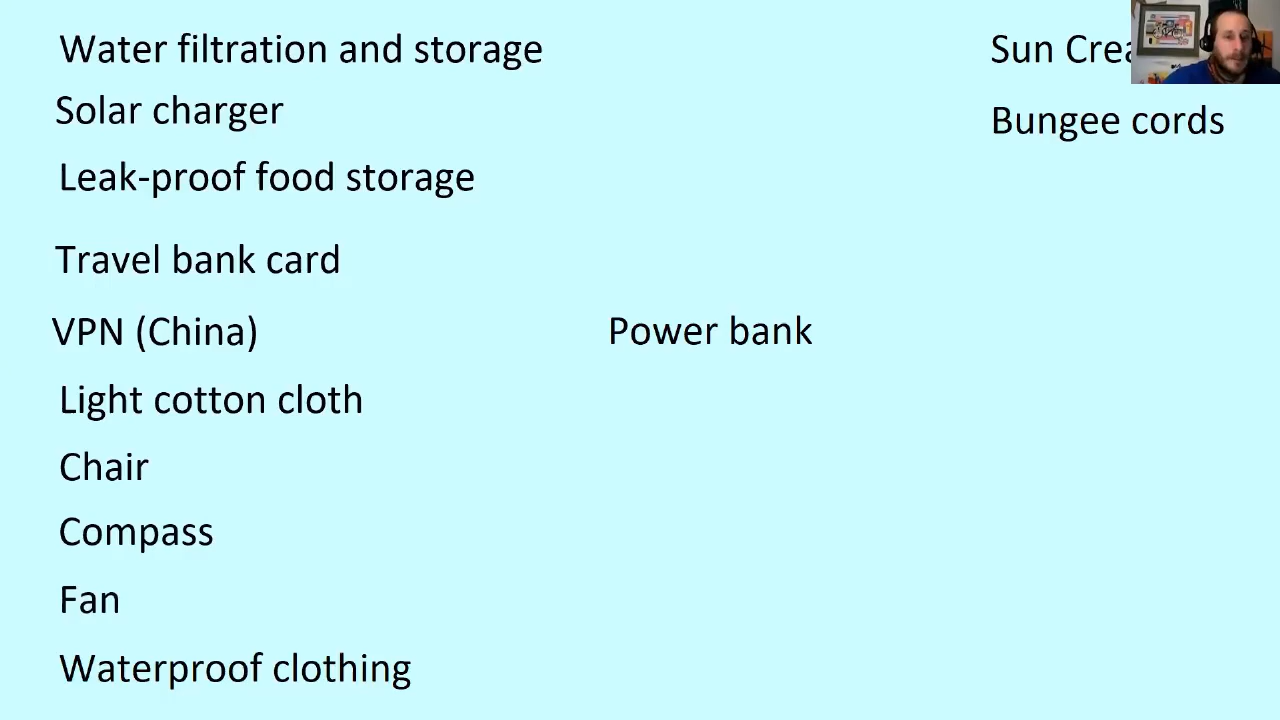 Water filtration and storage
Solar charger
Leak-proof food storage
Travel bank card
VPN (China)
Light cotton cloth
Chair
Compass
Fan
Waterproof clothing
Power bank
Sun
Bungee cords